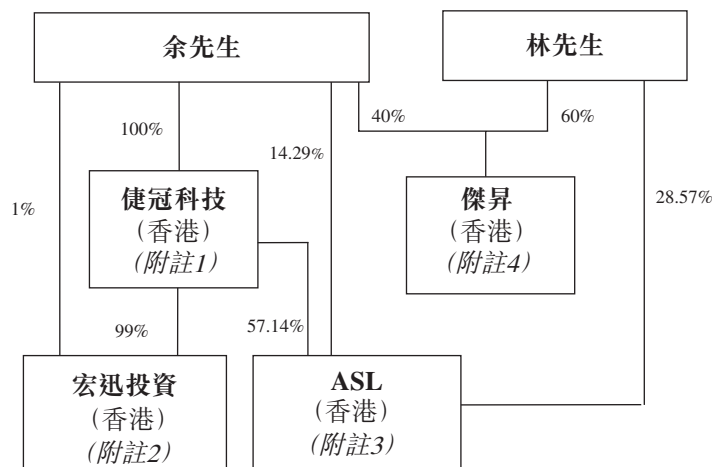 余先生
林先生
100%
14.29%
40%
60%
1%
28.57%
倢冠科技
(香港)
(附註1)
傑昇
(香港)
(附註4)
99%
57.14%
宏迅投資
(香港)
(附註2)
ASL
(香港)
(附註3)